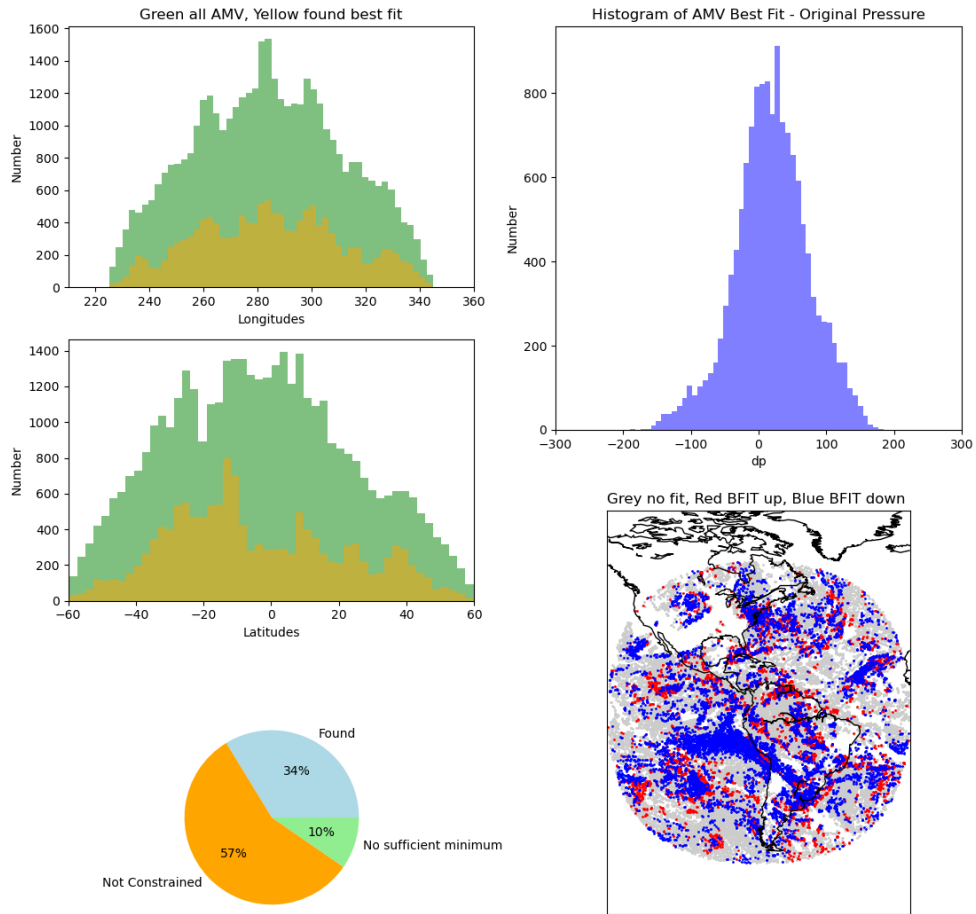 Green all AMV, Yellow found best fit
1600
1400
1200
1000
800
600
400
200
0
Number
220 240 260 280 300 320 340 360
Longitudes
1400
1200
1000
800
600
400
200
0
Number
−60 −40 −20 0 20 40 60
Latitudes
Found
34%
57%
10%
No sufficient minimum
Not Constrained
Histogram of AMV Best Fit - Original Pressure
800
600
400
200
0
Number
−300 −200 −100 0 100 200 300
dp
Grey no fit, Red BFIT up, Blue BFIT down